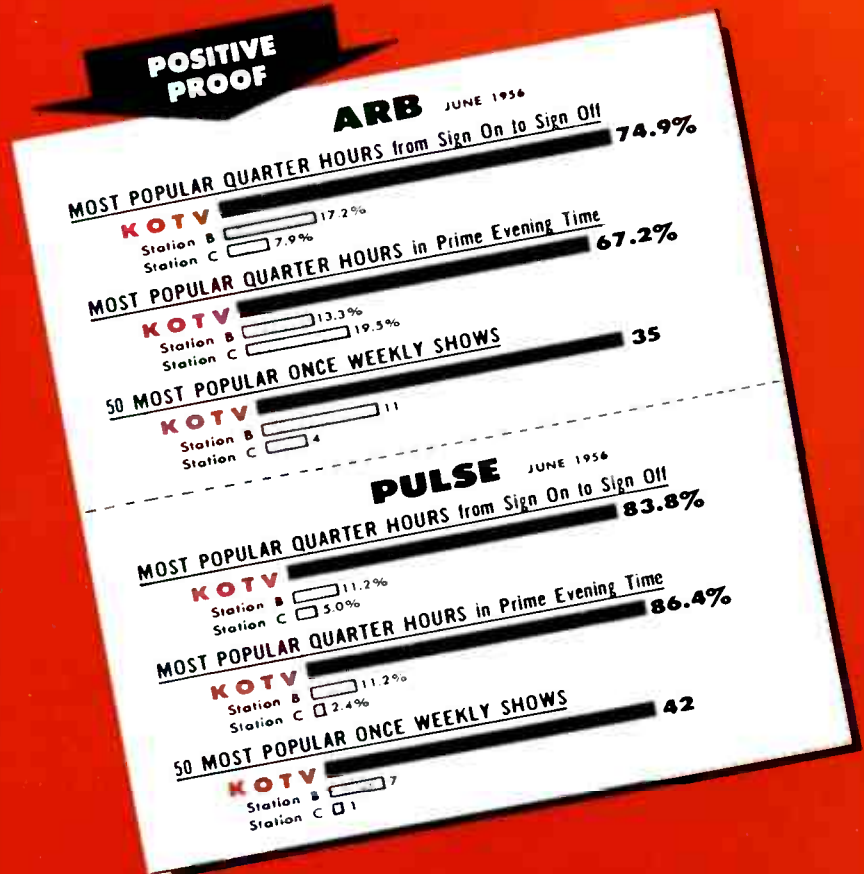 POSITIVE
PROOF
ARB JUNE 1956
MOST POPULAR QUARTER HOURS from Sign On to Sign Off
KOTV 74.9%
Station B 17.2%
Station C 7.9%
MOST POPULAR QUARTER HOURS in Prime Evening Time
KOTV 67.2%
Station B 13.3%
Station C 19.5%
50 MOST POPULAR ONCE WEEKLY SHOWS
KOTV 35
Station B 11
Station C 4
PULSE JUNE 1956
MOST POPULAR QUARTER HOURS from Sign On to Sign Off
KOTV 83.8%
Station B 11.2%
Station C 5.0%
MOST POPULAR QUARTER HOURS in Prime Evening Time
KOTV 86.4%
Station B 11.2%
Station C 2.4%
50 MOST POPULAR ONCE WEEKLY SHOWS
KOTV 42
Station B 7
Station C 1